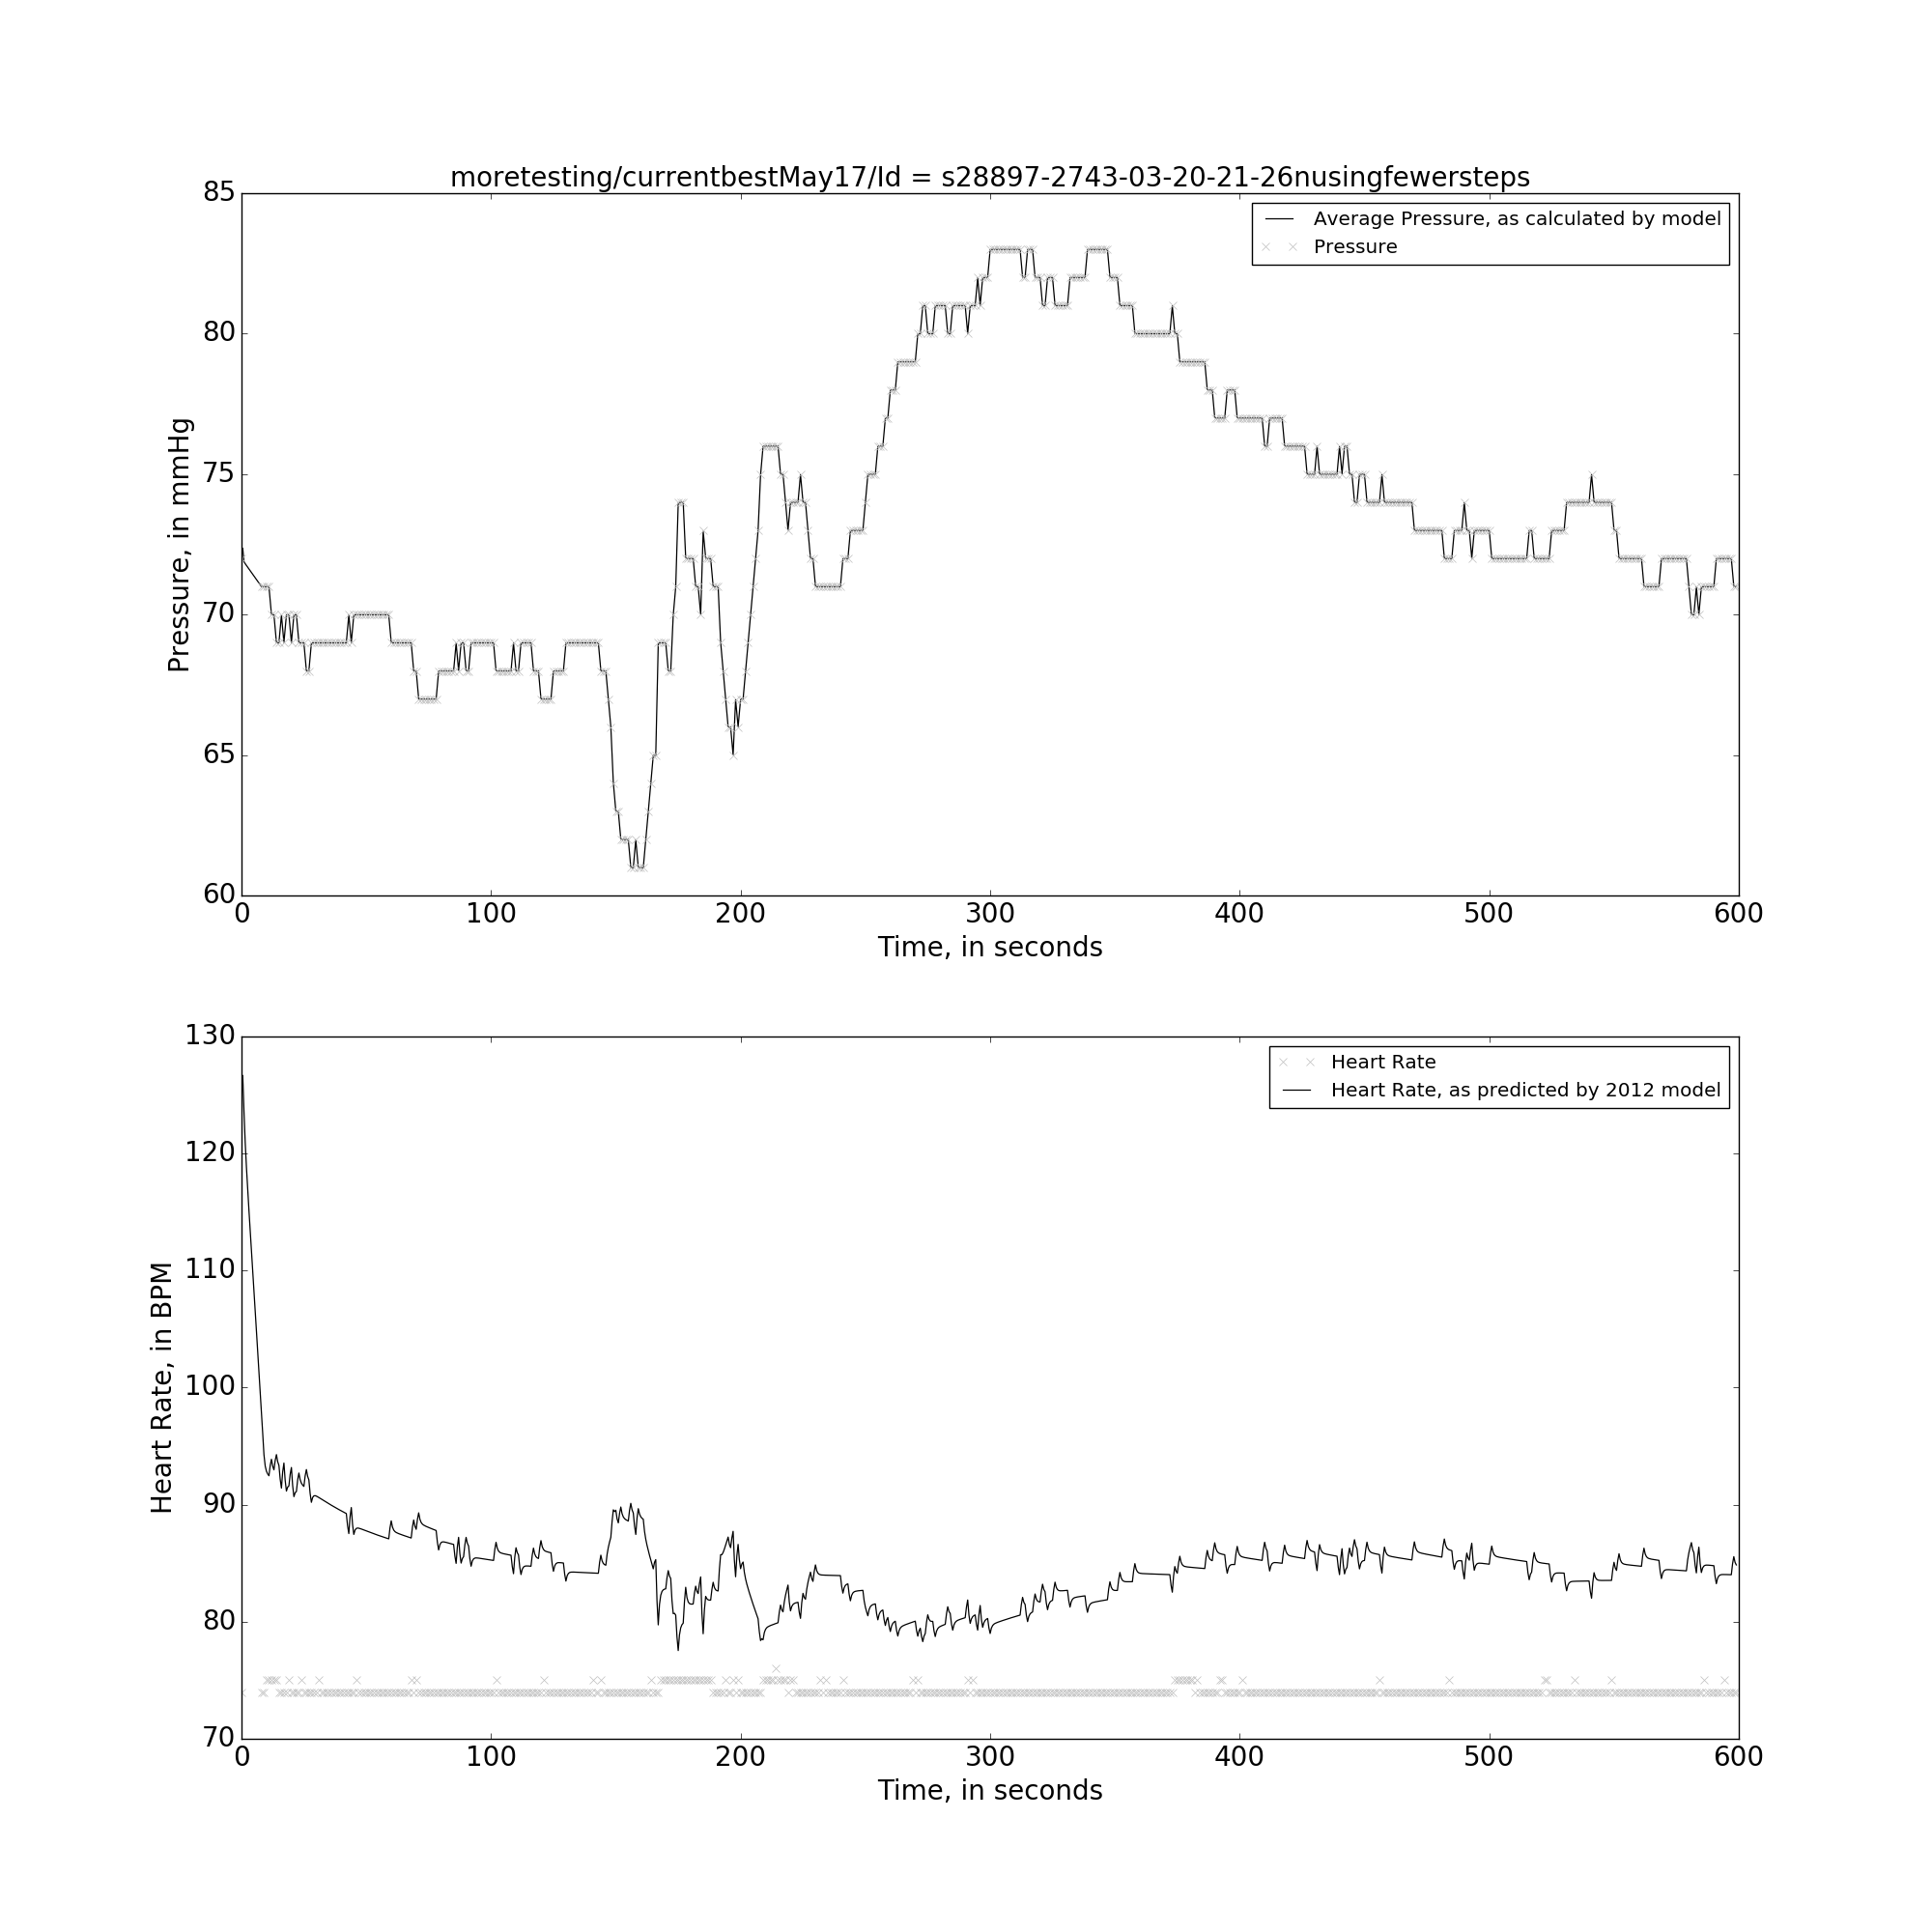 moretesting/currentbestMay17/Id = s28897-2743-03-20-21-26nusingfewersteps
85
80
75
70
65
60
Pressure, in mmHg
Average Pressure, as calculated by model
Pressure
0 100 200 300 400 500 600
Time, in seconds
130
120
110
100
90
80
70
Heart Rate, in BPM
Heart Rate
Heart Rate, as predicted by 2012 model
0 100 200 300 400 500 600
Time, in seconds